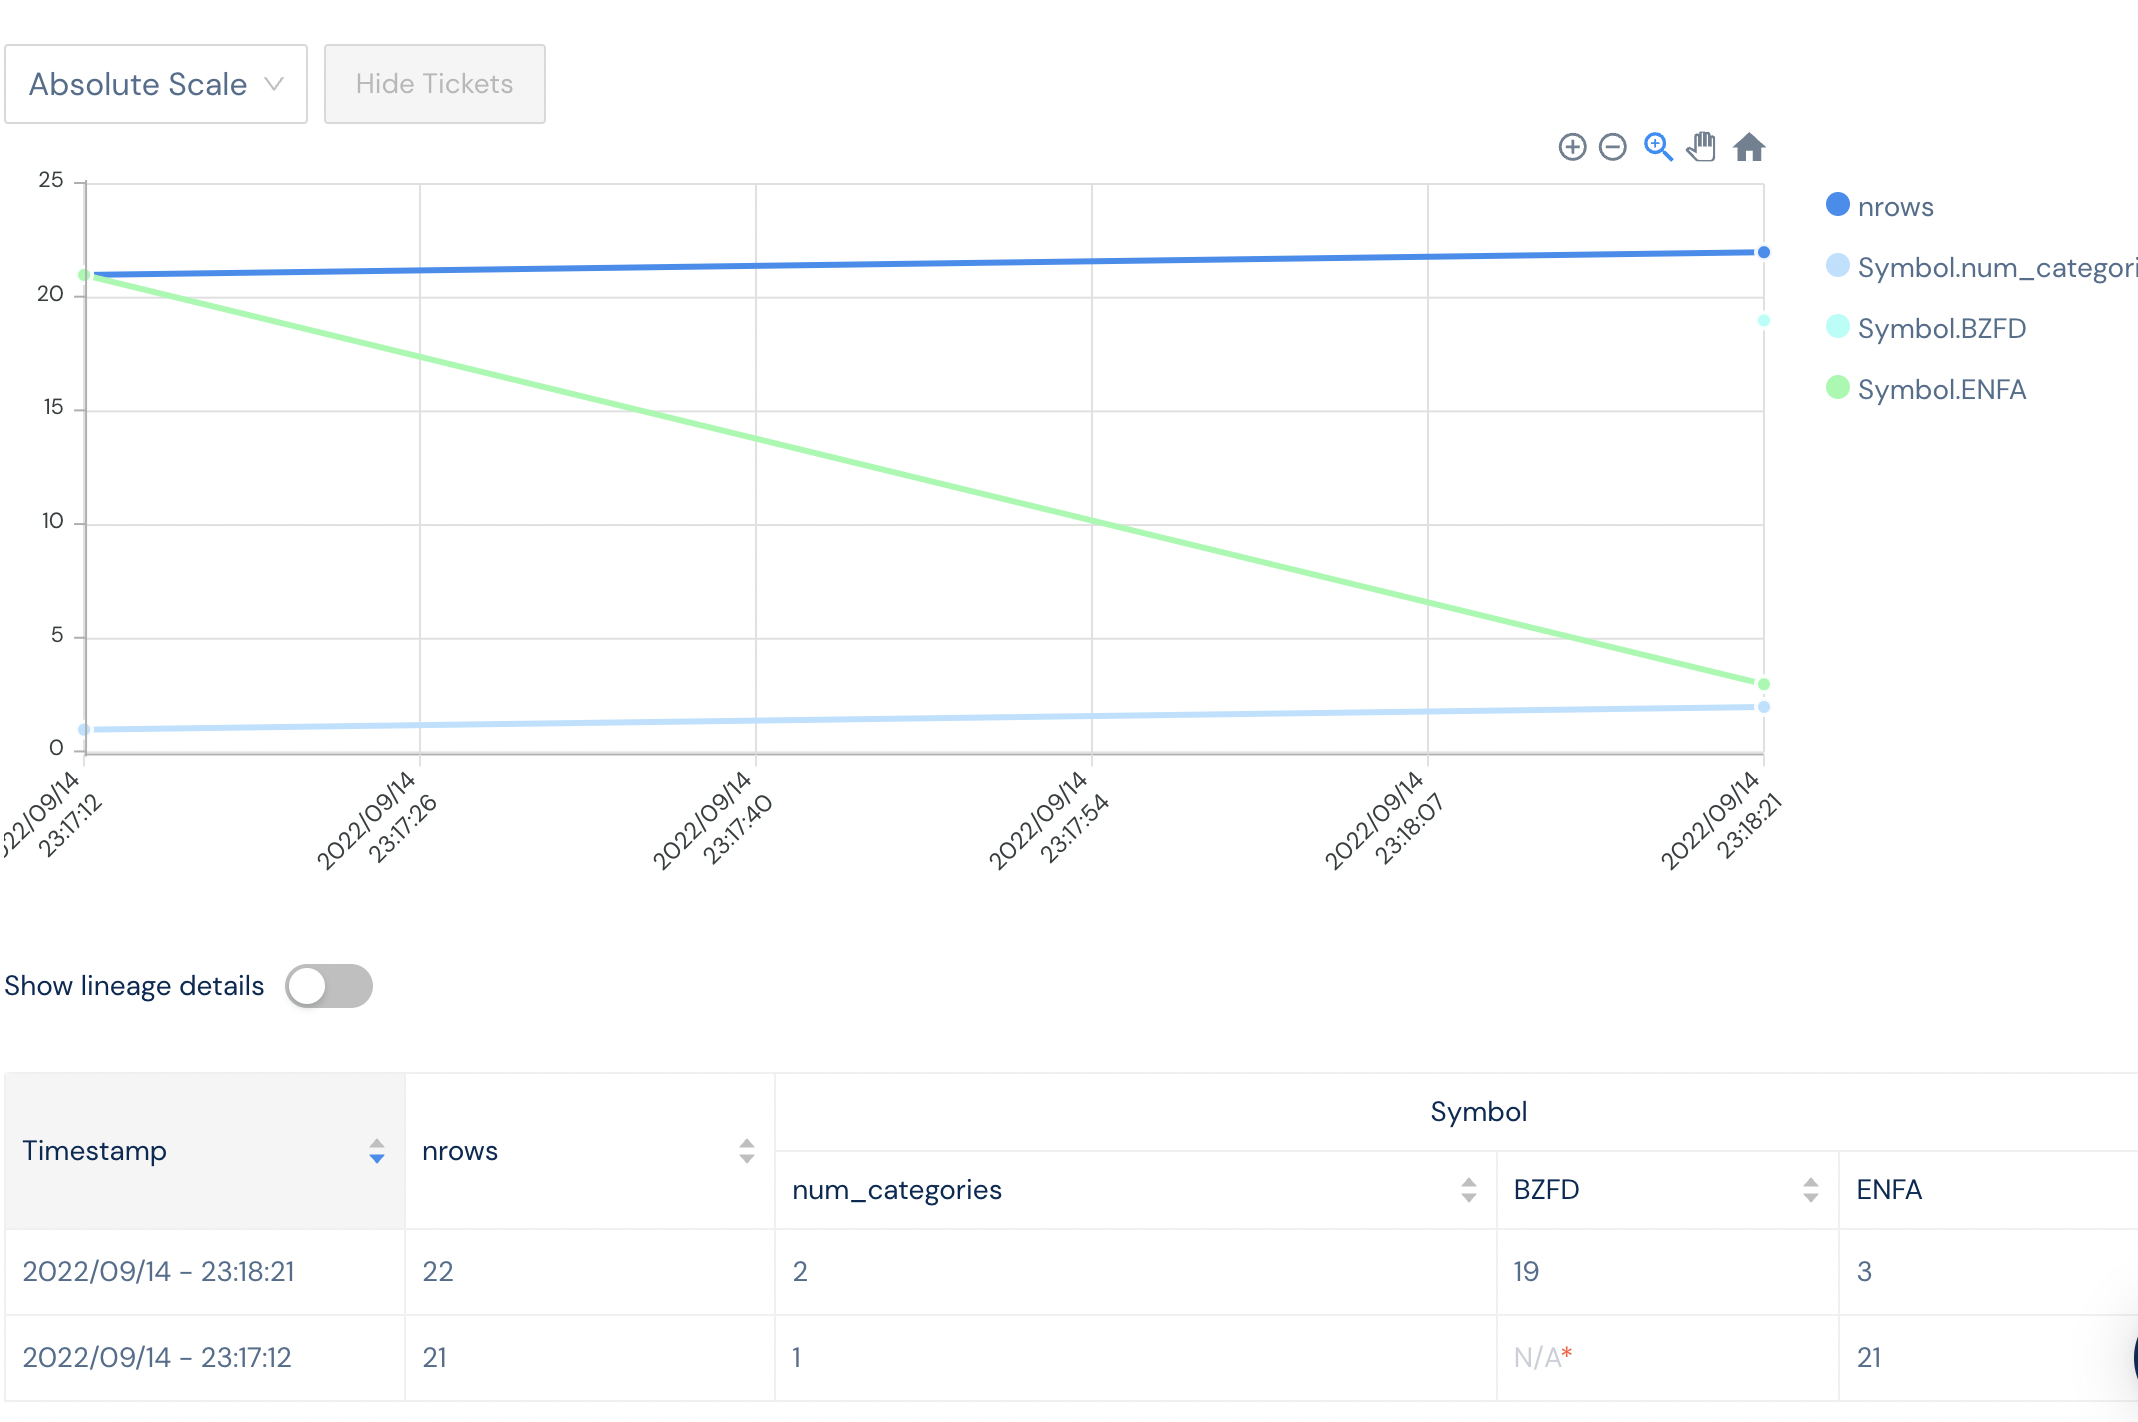 Absolute Scale
Hide Tickets
25
20
15
10
5
0
22/09/14
23:17:12
2022/09/14
23:17:26
2022/09/14
23:17:40
2022/09/14
23:17:54
2022/09/14
23:18:07
2022/09/14
23:18:21
nrows
Symbol.num_categori
Symbol.BZFD
Symbol.ENFA
Show lineage details
Symbol
Timestamp nrows
num_categories BZFD ENFA
2022/09/14 - 23:18:21 22 2 19 3
2022/09/14 - 23:17:12 21 1 N/A* 21